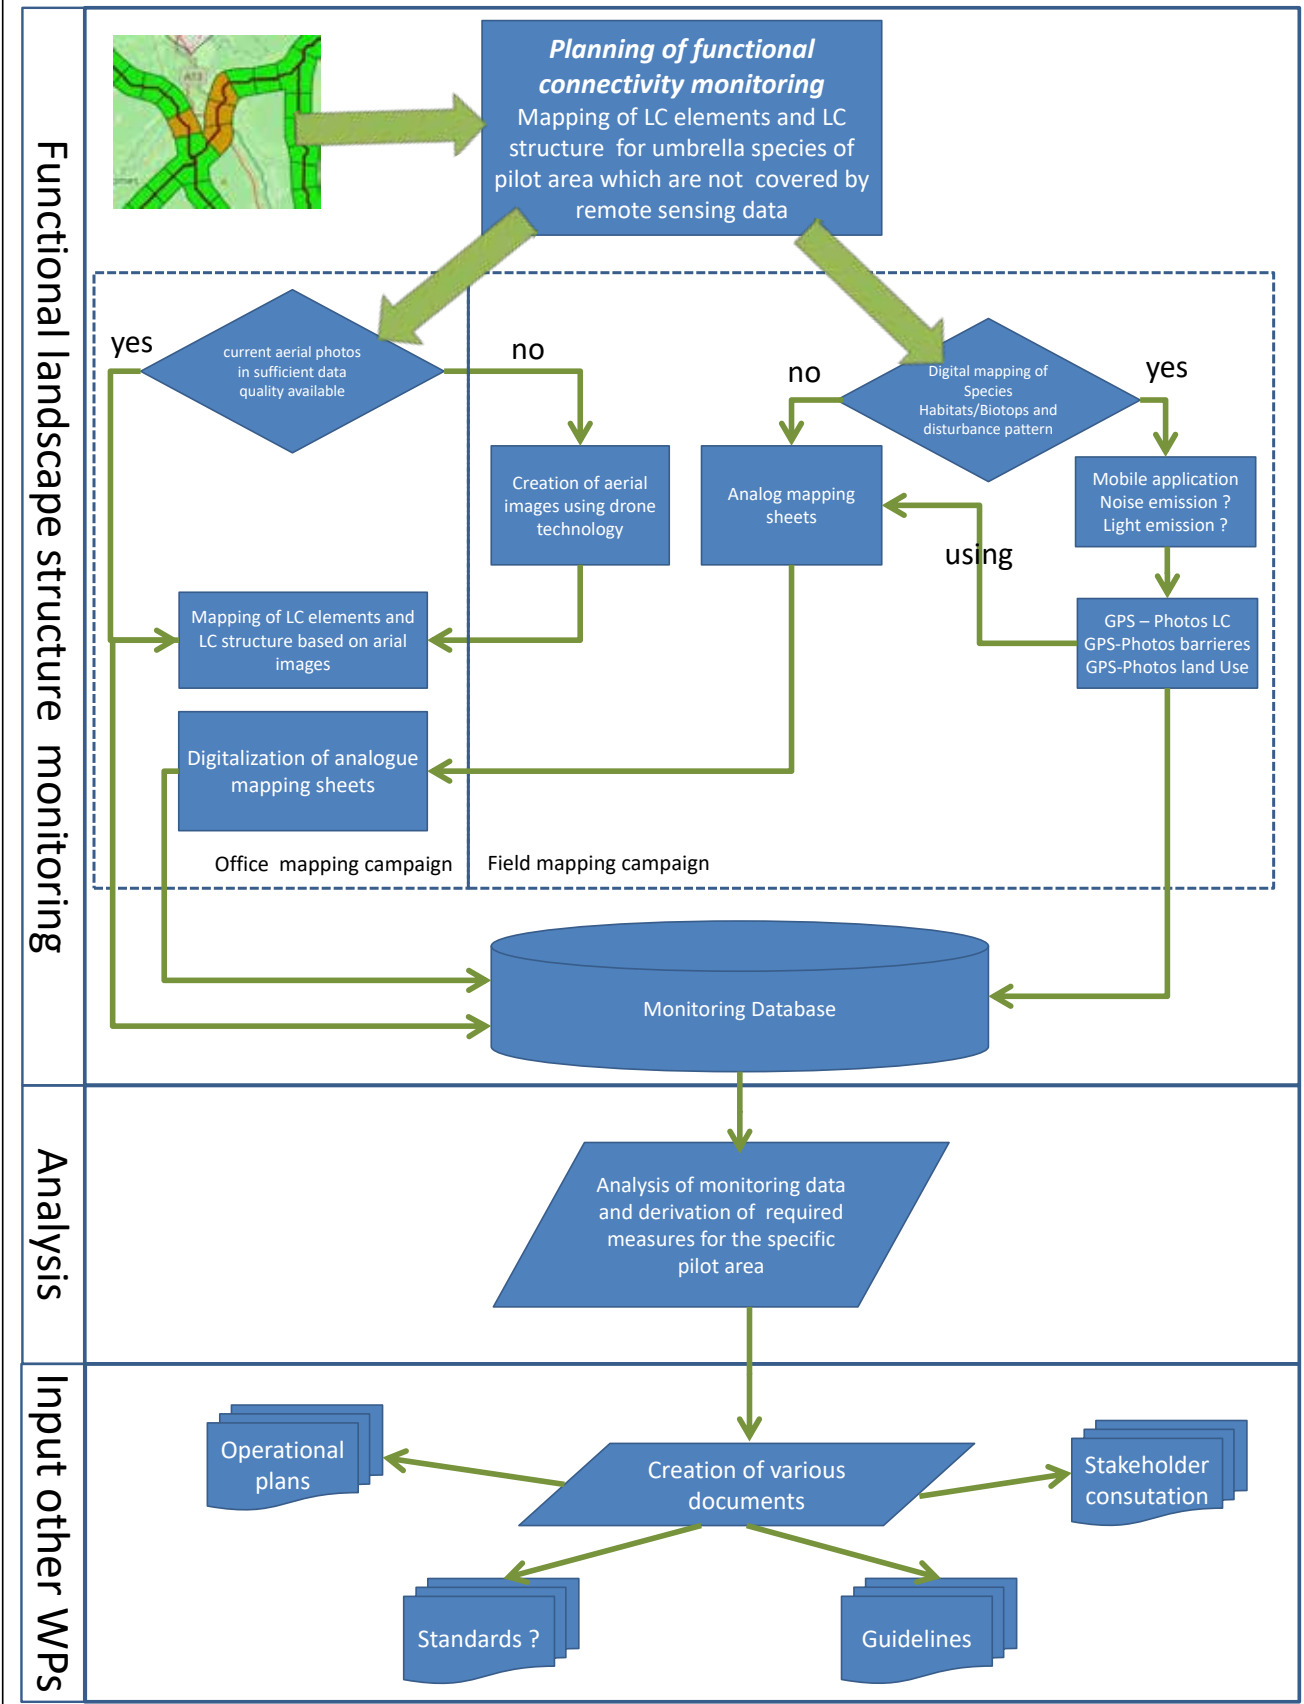 Functional landscape structure monitoring
A13
Planning of functional
connectivity monitoring
Mapping of LC elements and LC
structure for umbrella species of
pilot area which are not covered by
remote sensing data
yes
current aerial photos
in sufficient data
quality available
no
no
Digital mapping of
Species
Habitats/Biotops and
disturbance pattern
yes
Creation of aerial
images using drone
technology
Analog mapping
sheets
Mobile application
Noise emission ?
Light emission ?
using
Mapping of LC elements and
LC structure based on arial
images
GPS – Photos LC
GPS-Photos barrieres
GPS-Photos land Use
Digitalization of analogue
mapping sheets
Office mapping campaign
Field mapping campaign
Monitoring Database
Analysis
Analysis of monitoring data
and derivation of required
measures for the specific
pilot area
Input other WPs
Operational
plans
Creation of various
documents
Stakeholder
consutation
Standards ?
Guidelines